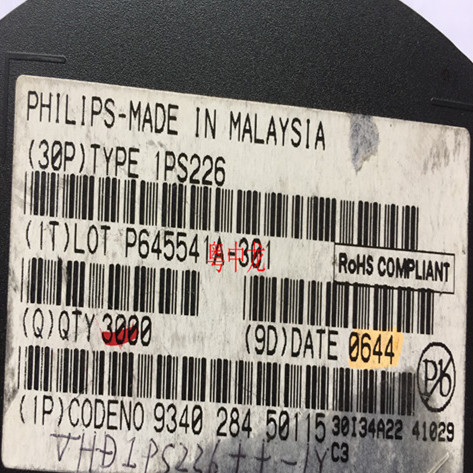 PHILIPS-MADE IN MALAYSIA
(30P)TYPE 1PS226
(1T)LOT P645541A-301
粤中龙
RoHS COMPLIANT
(Q)QTY 3000
(9D)DATE 0644
Pb
(1P)CODENO 9340 284 50115
30I34A22 41029
C3